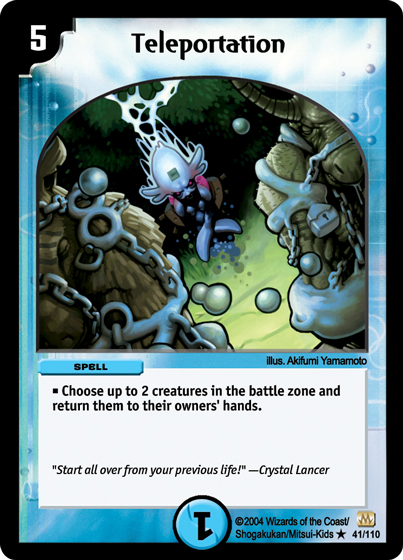 5
Teleportation
illus. Akifumi Yamamoto
SPELL
▪ Choose up to 2 creatures in the battle zone and
return them to their owners' hands.
"Start all over from your previous life!" —Crystal Lancer
1
©2004 Wizards of the Coast/
Shogakukan/Mitsui-Kids ★ 41/110
M